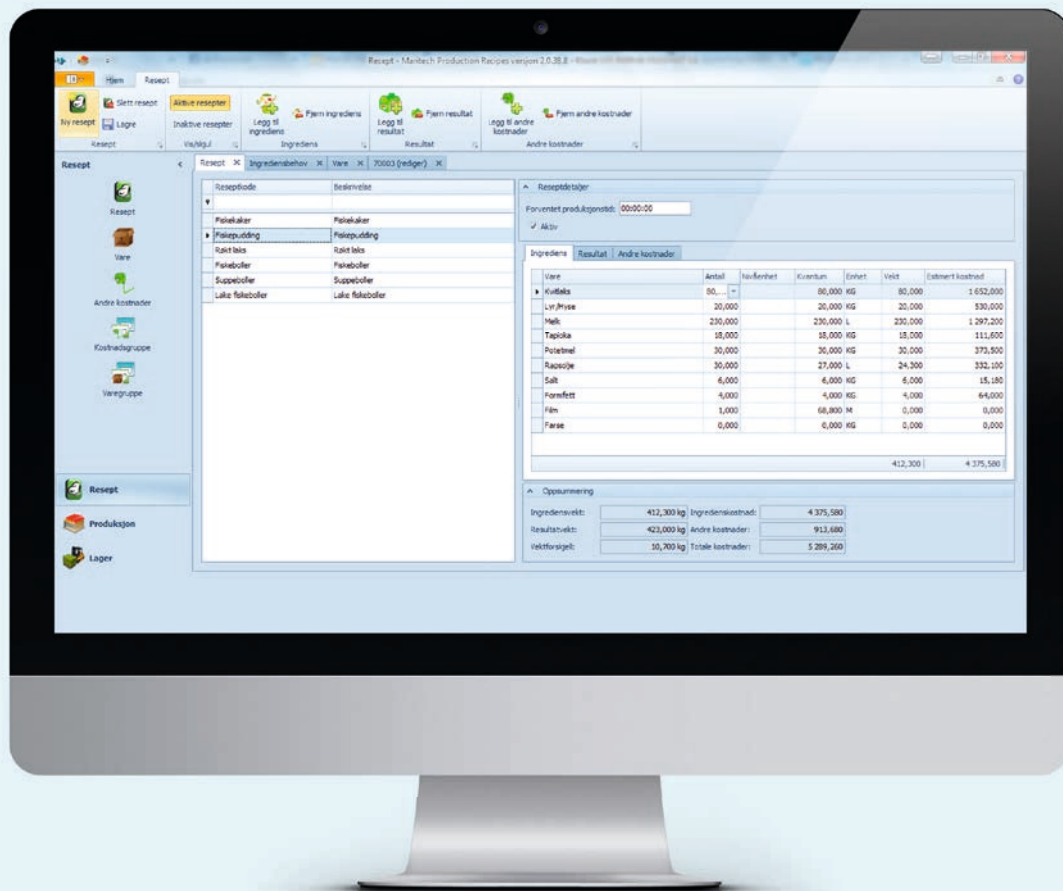 Resept - Maritech Production Recipes versjon 2.0.38.8 -
Hjem Resept
Ny resept
Slett resept
Lagre
Aktive resepter
Inaktive resepter
Legg til ingrediens
Fjern ingrediens
Legg til resultat
Fjern resultat
Legg til andre kostnader
Fjern andre kostnader
Resept Vis/skjul Ingrediens Resultat Andre kostnader
Resept
Resept
Vare
Andre kostnader
Kostnadsgruppe
Varegruppe
Resept
Produksjon
Lager
Resept Ingrediensbehov Vare 70003 (rediger)
Reseptkode Beskrivelse
Fiskekaker Fiskekaker
Fiskepudding Fiskepudding
Røkt laks Røkt laks
Fiskeboller Fiskeboller
Suppeboller Suppeboller
Lake fiskeboller Lake fiskeboller
Reseptdetaljer
Forventet produksjonstid: 00:00:00
Aktiv
Ingrediens Resultat Andre kostnader
Vare Antall Nivåenhet Kvantum Enhet Vekt Estimert kostnad
Kvitlaks 80,... 80,000 KG 80,000 1 652,000
Lyr/Hyse 20,000 20,000 KG 20,000 530,000
Melk 230,000 230,000 L 230,000 1 297,200
Tapioka 18,000 18,000 KG 18,000 111,600
Potetmel 30,000 30,000 KG 30,000 373,500
Rapsolje 30,000 27,000 L 24,300 332,100
Salt 6,000 6,000 KG 6,000 15,180
Formfett 4,000 4,000 KG 4,000 64,000
Film 1,000 68,800 M 0,000 0,000
Farse 0,000 0,000 KG 0,000 0,000
412,300 4 375,580
Oppsummering
Ingrediensvekt: 412,300 kg Ingredienskostnad: 4 375,580
Resultatvekt: 423,000 kg Andre kostnader: 913,680
Vektforskjell: 10,700 kg Totale kostnader: 5 289,260